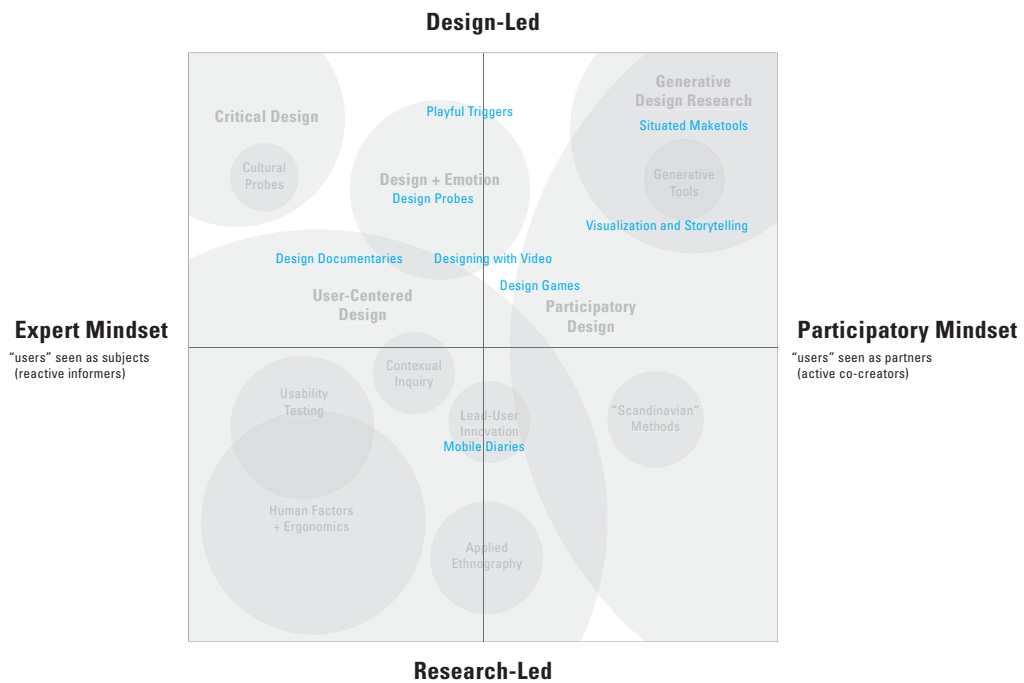 Design-Led
Generative
Design Research
Critical Design
Playful Triggers
Situated Maketools
Cultural
Probes
Design + Emotion
Design Probes
Generative
Tools
Visualization and Storytelling
Design Documentaries
Designing with Video
Design Games
User-Centered
Design
Participatory
Design
Expert Mindset
"users" seen as subjects
(reactive informers)
Participatory Mindset
"users" seen as partners
(active co-creators)
Contexual
Inquiry
Usability
Testing
Lead-User
Innovation
Mobile Diaries
"Scandinavian"
Methods
Human Factors
+ Ergonomics
Applied
Ethnography
Research-Led